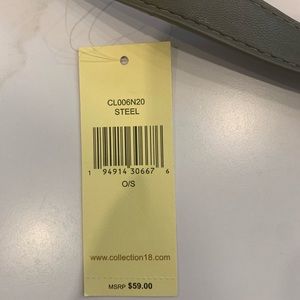 CL006N20
STEEL
1 94914 30667 6
O/S
www.collection18.com
MSRP $59.00